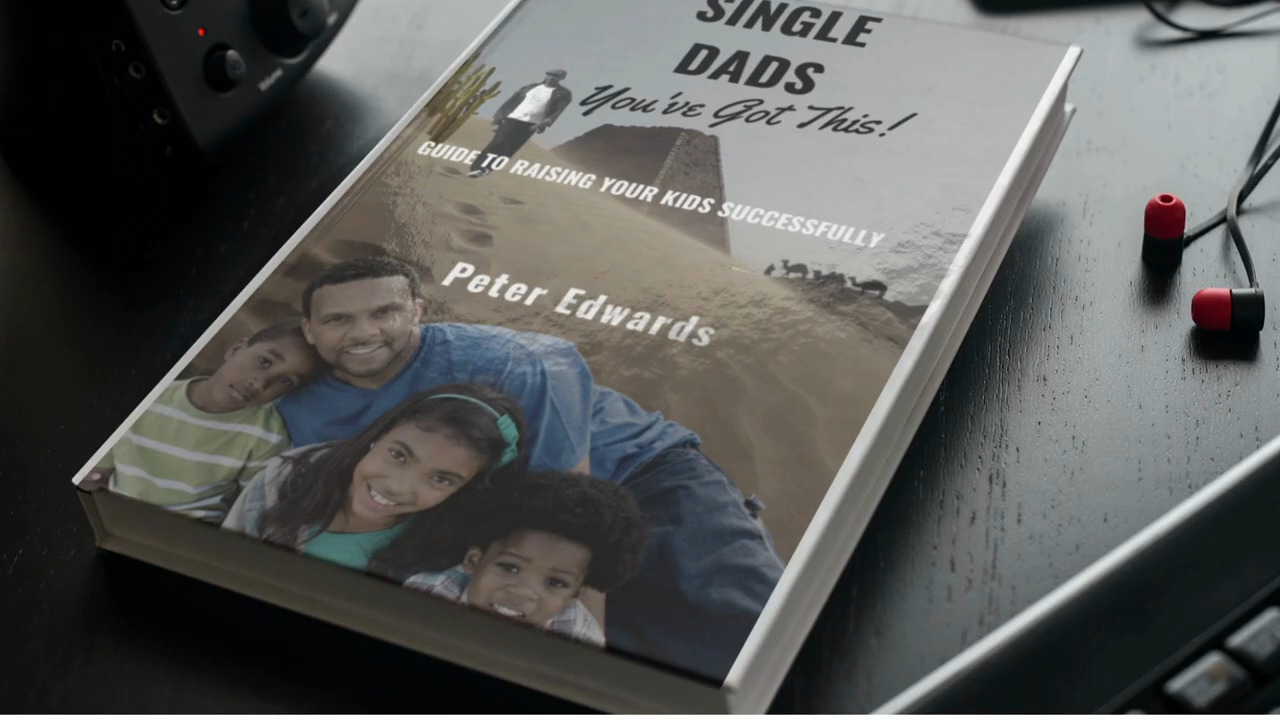 SINGLE
DADS
You've Got This!
GUIDE TO RAISING YOUR KIDS SUCCESSFULLY
Peter Edwards